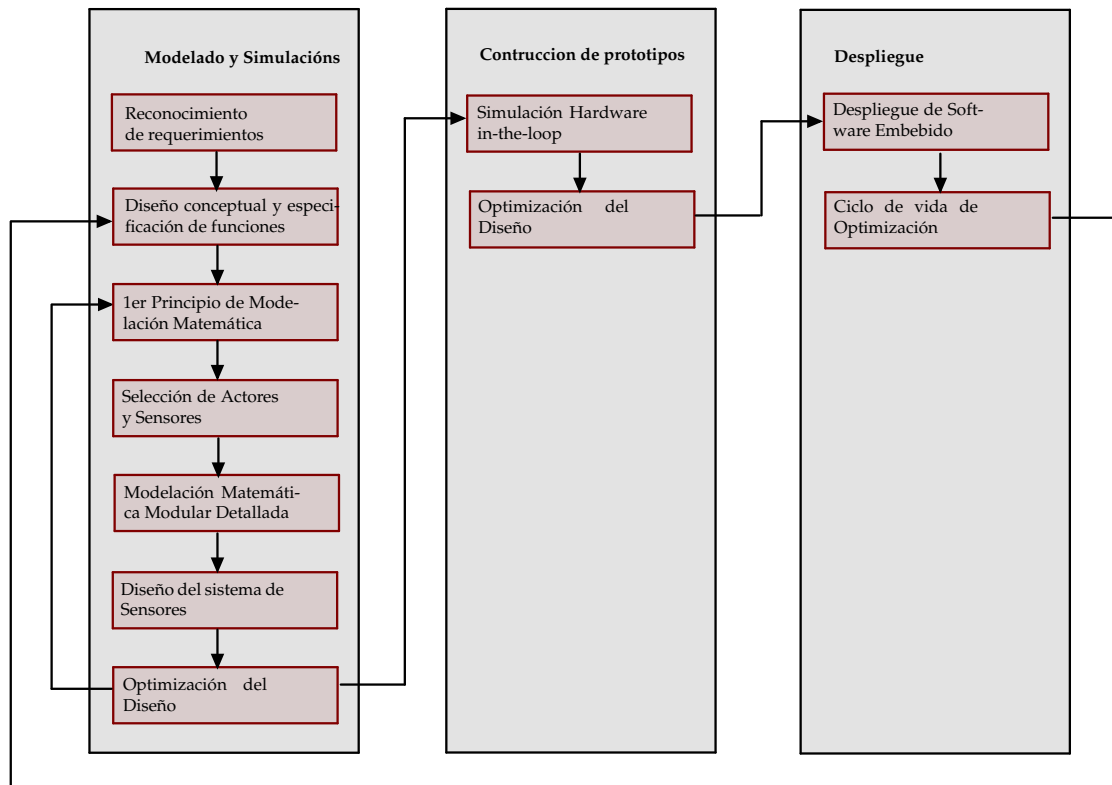 Modelado y Simulacións
Reconocimiento
de requerimientos
Diseño conceptual y especi-
ficación de funciones
1er Principio de Mode-
lación Matemática
Selección de Actores
y Sensores
Modelación Matemáti-
ca Modular Detallada
Diseño del sistema de
Sensores
Optimización del
Diseño
Contruccion de prototipos
Simulación Hardware
in-the-loop
Optimización del
Diseño
Despliegue
Despliegue de Soft-
ware Embebido
Ciclo de vida de
Optimización